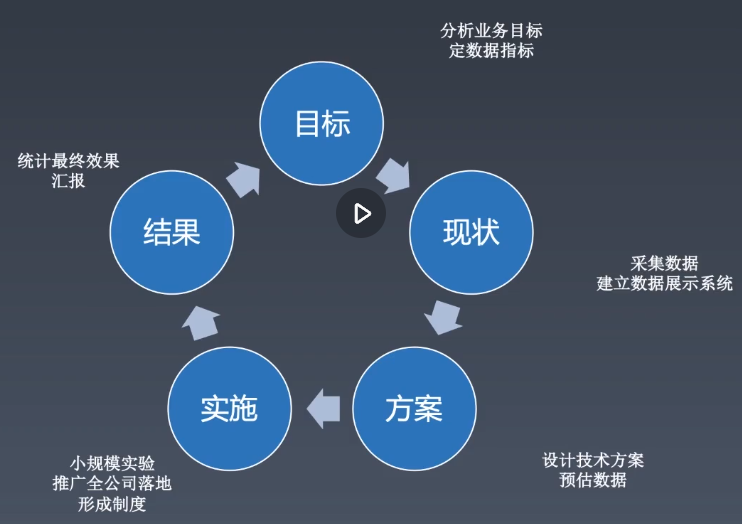 分析业务目标
定数据指标
目标
现状
采集数据
建立数据展示系统
方案
设计技术方案
预估数据
实施
小规模实验
推广全公司落地
形成制度
结果
统计最终效果
汇报